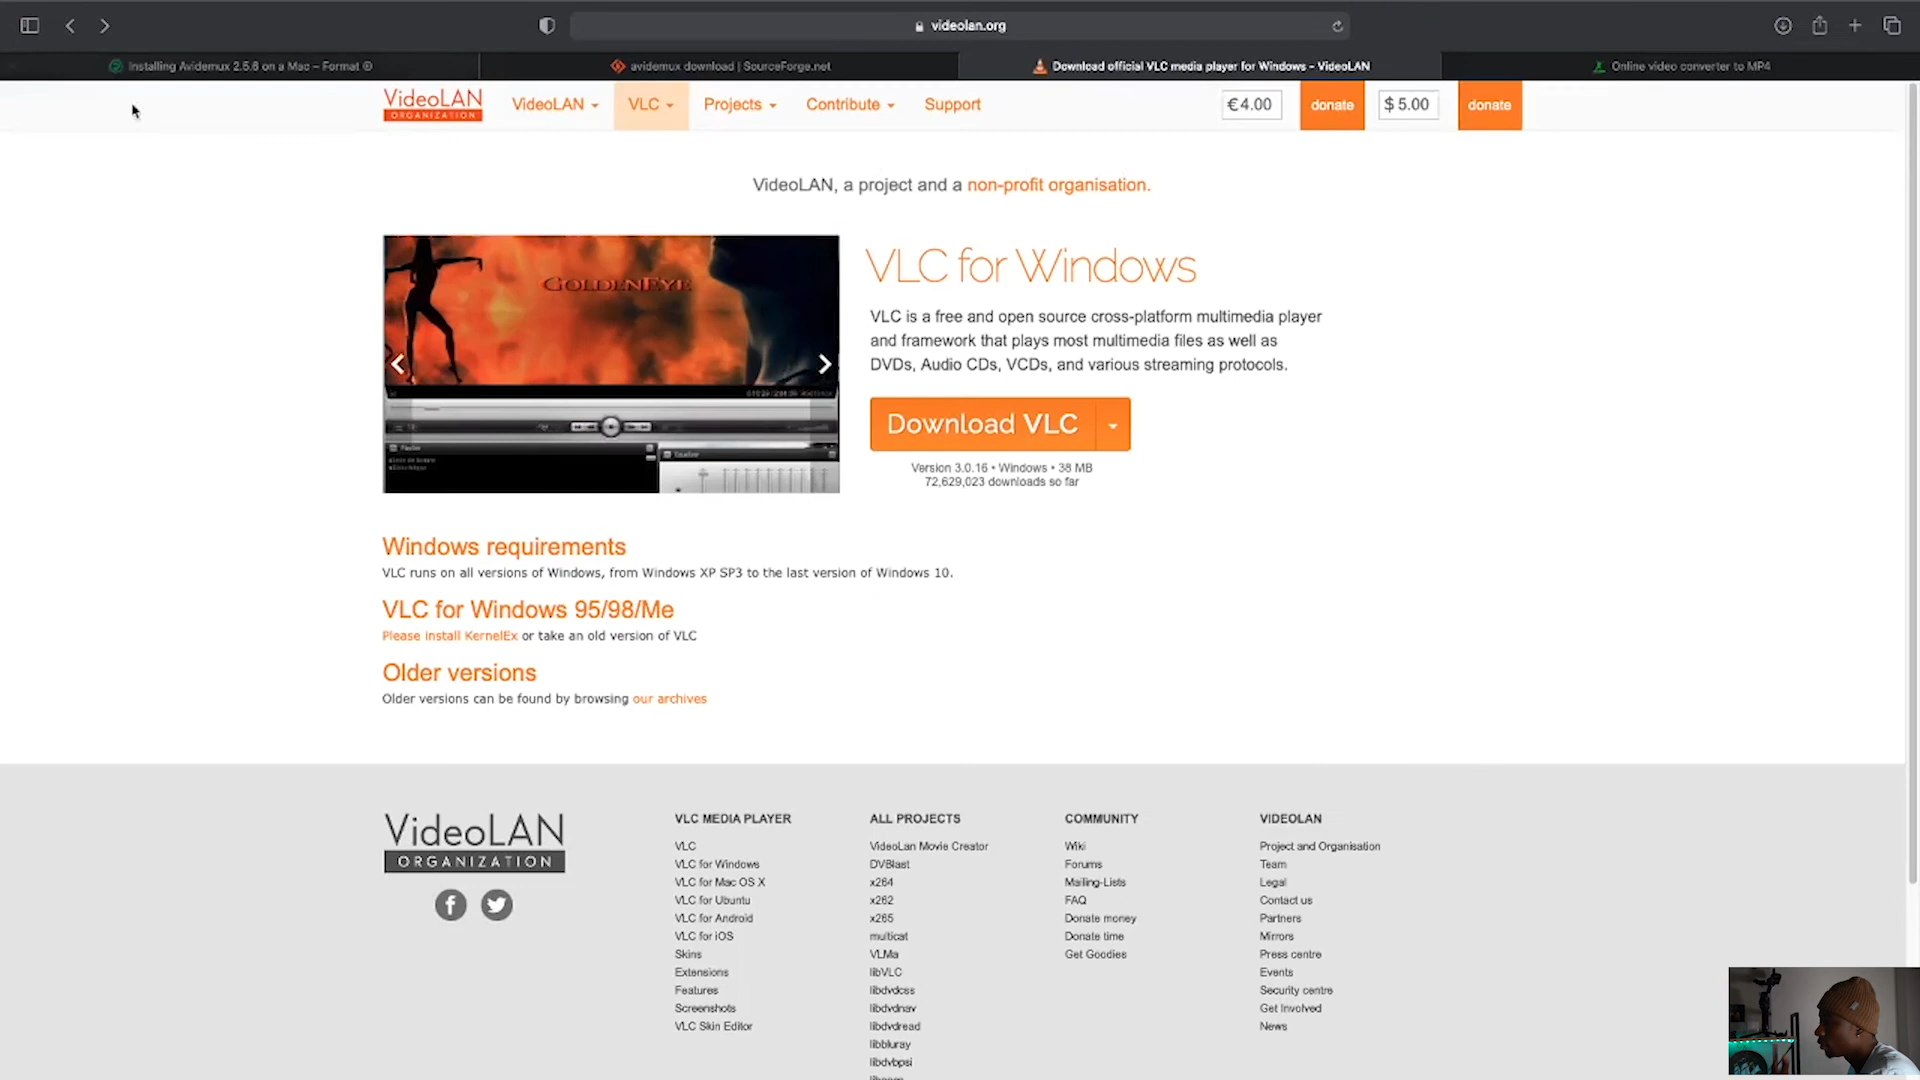 videolan.org
Installing Avidemux 2.5.6 on a Mac – Format ©
avidemux download | SourceForge.net
Download official VLC media player for Windows - VideoLAN
Online video converter to MP4
VideoLAN
ORGANIZATION
VideoLAN
VLC
Projects
Contribute
Support
€4.00
donate
$ 5.00
donate
VideoLAN, a project and a non-profit organisation.
GOLDENEYE
VLC for Windows
VLC is a free and open source cross-platform multimedia player
and framework that plays most multimedia files as well as
DVDs, Audio CDs, VCDs, and various streaming protocols.
Download VLC
Version 3.0.16 • Windows • 38 MB
72,629,023 downloads so far
Windows requirements
VLC runs on all versions of Windows, from Windows XP SP3 to the last version of Windows 10.
VLC for Windows 95/98/Me
Please install KernelEx or take an old version of VLC
Older versions
Older versions can be found by browsing our archives
VideoLAN
ORGANIZATION
VLC MEDIA PLAYER
VLC
VLC for Windows
VLC for Mac OS X
VLC for Ubuntu
VLC for Android
VLC for iOS
Skins
Extensions
Features
Screenshots
VLC Skin Editor
ALL PROJECTS
VideoLan Movie Creator
DVBlast
x264
x262
x265
multicat
VLMa
libVLC
libdvdcss
libdvdnav
libdvdread
libbluray
libdvbpsi
COMMUNITY
Wiki
Forums
Mailing-Lists
FAQ
Donate money
Donate time
Get Goodies
VIDEOLAN
Project and Organisation
Team
Legal
Contact us
Partners
Mirrors
Press centre
Events
Security centre
Get Involved
News